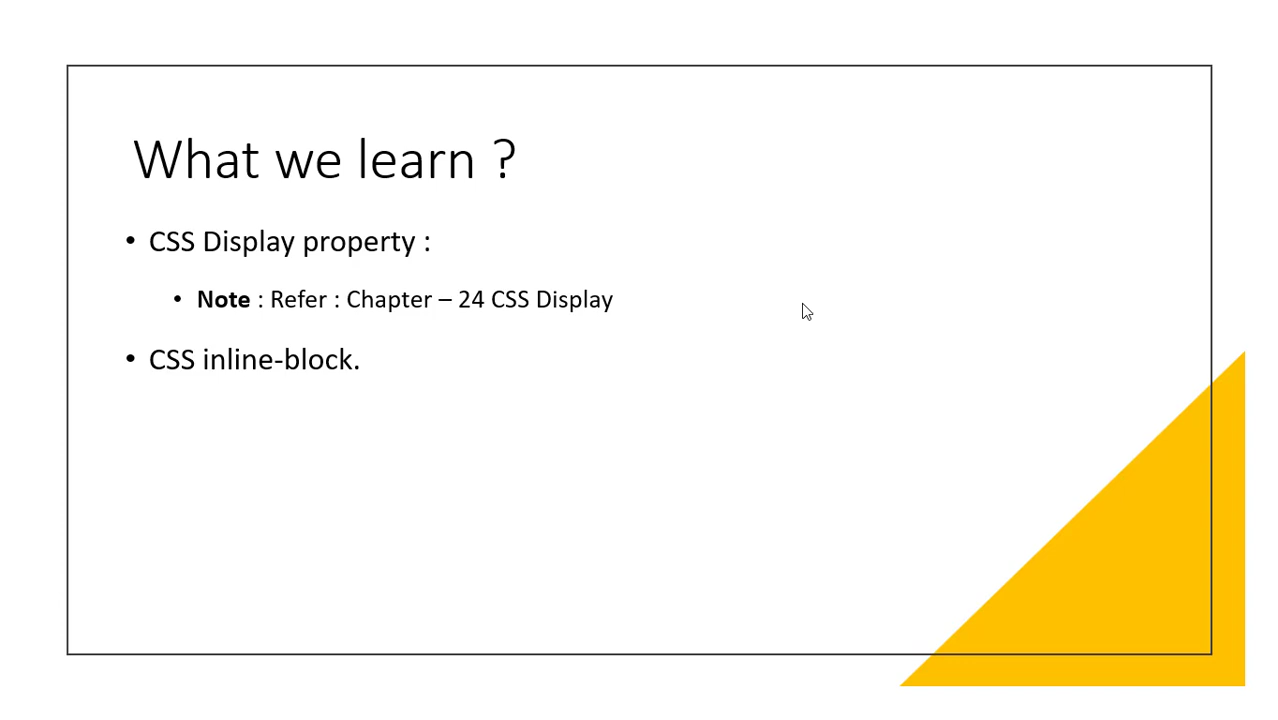 What we learn ?
• CSS Display property :
• Note : Refer : Chapter – 24 CSS Display
• CSS inline-block.